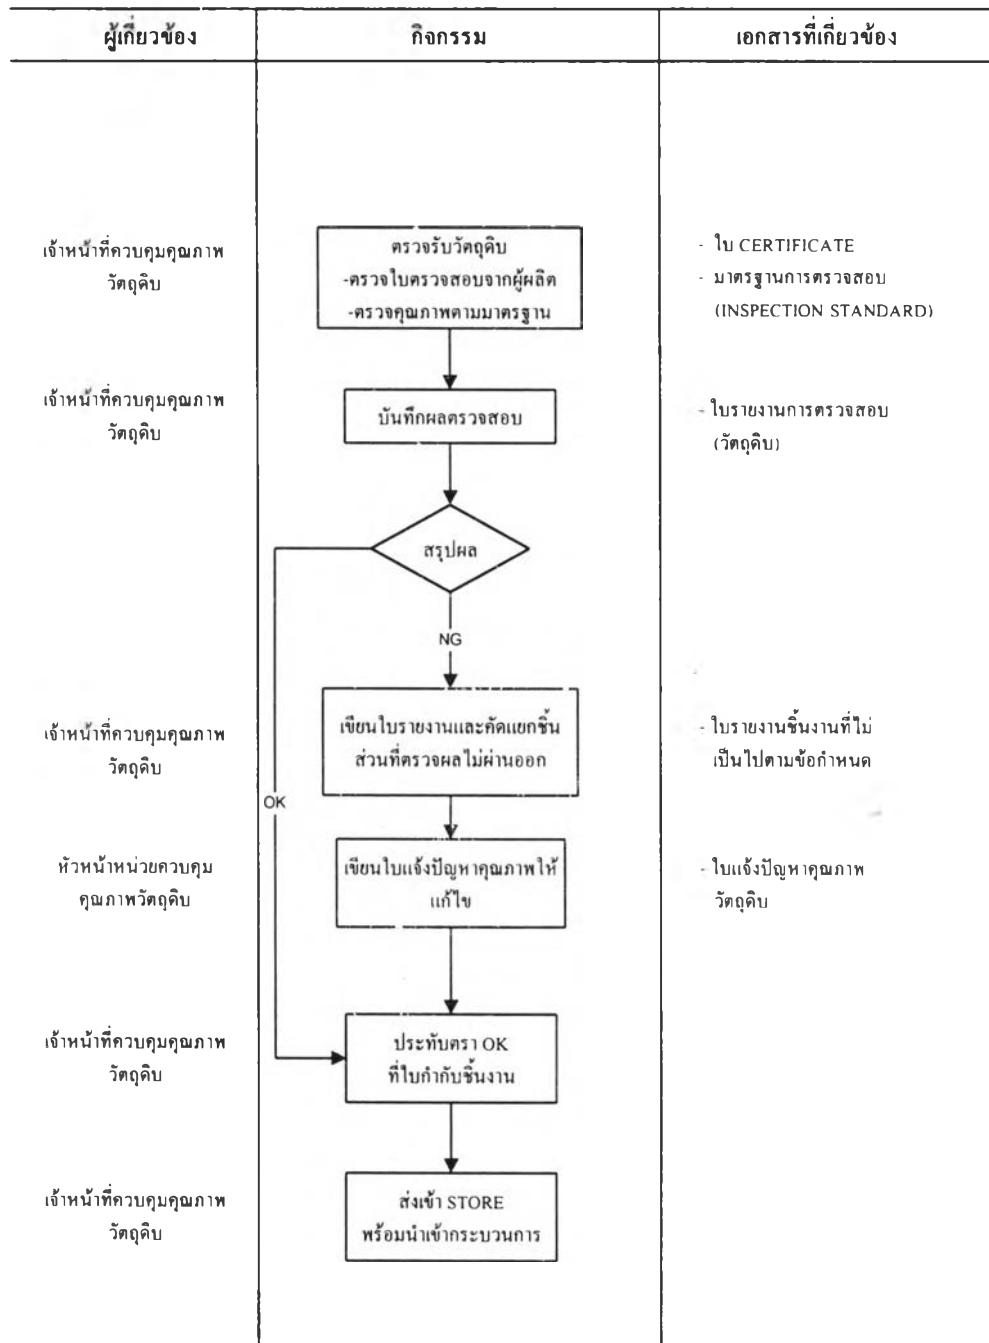 ผู้เกี่ยวข้อง
กิจกรรม
เอกสารที่เกี่ยวข้อง
เจ้าหน้าที่ควบคุมคุณภาพ
วัตถุดิบ
ตรวจรับวัตถุดิบ
-ตรวจใบตรวจสอบจากผู้ผลิต
-ตรวจคุณภาพตามมาตรฐาน
- ใบ CERTIFICATE
- มาตรฐานการตรวจสอบ
(INSPECTION STANDARD)
เจ้าหน้าที่ควบคุมคุณภาพ
วัตถุดิบ
บันทึกผลตรวจสอบ
- ใบรายงานการตรวจสอบ
(วัตถุดิบ)
สรุปผล
NG
เจ้าหน้าที่ควบคุมคุณภาพ
วัตถุดิบ
เขียนใบรายงานและคัดแยกชิ้น
ส่วนที่ตรวจผลไม่ผ่านออก
- ใบรายงานชิ้นงานที่ไม่
เป็นไปตามข้อกำหนด
OK
หัวหน้าหน่วยควบคุม
คุณภาพวัตถุดิบ
เขียนใบแจ้งปัญหาคุณภาพให้
แก้ไข
- ใบแจ้งปัญหาคุณภาพ
วัตถุดิบ
เจ้าหน้าที่ควบคุมคุณภาพ
วัตถุดิบ
ประทับตรา OK
ที่ใบกำกับชิ้นงาน
เจ้าหน้าที่ควบคุมคุณภาพ
วัตถุดิบ
ส่งเข้า STORE
พร้อมนำเข้ากระบวนการ